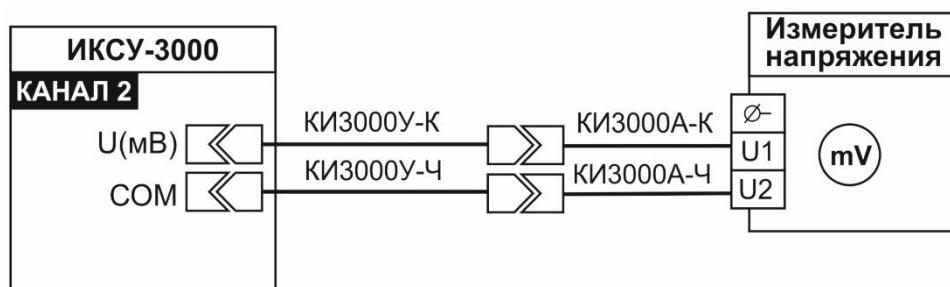 ИКСУ-3000
КАНАЛ 2
U(мВ)
COM
КИ3000У-К
КИ3000У-Ч
КИ3000А-К
КИ3000А-Ч
Измеритель
напряжения
U1
U2
mV